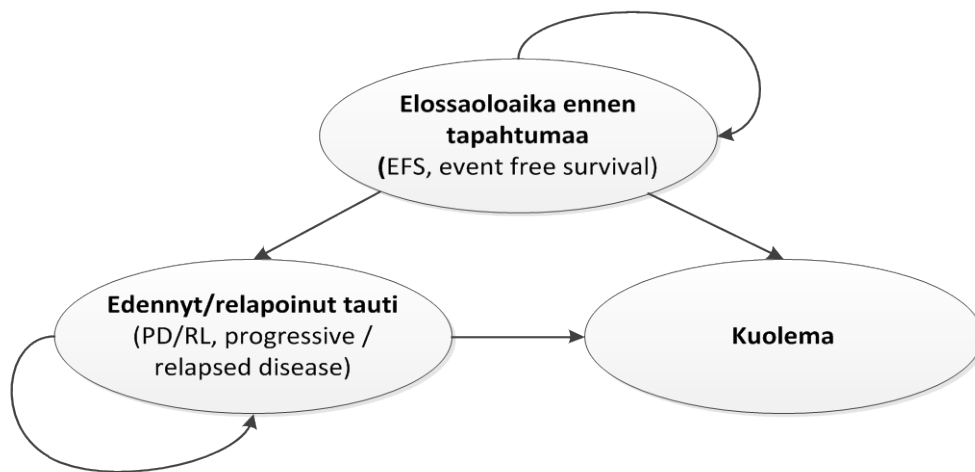 Elossaoloaika ennen
tapahtumaa
(EFS, event free survival)
Edennyt/relapoinut tauti
(PD/RL, progressive /
relapsed disease)
Kuolema